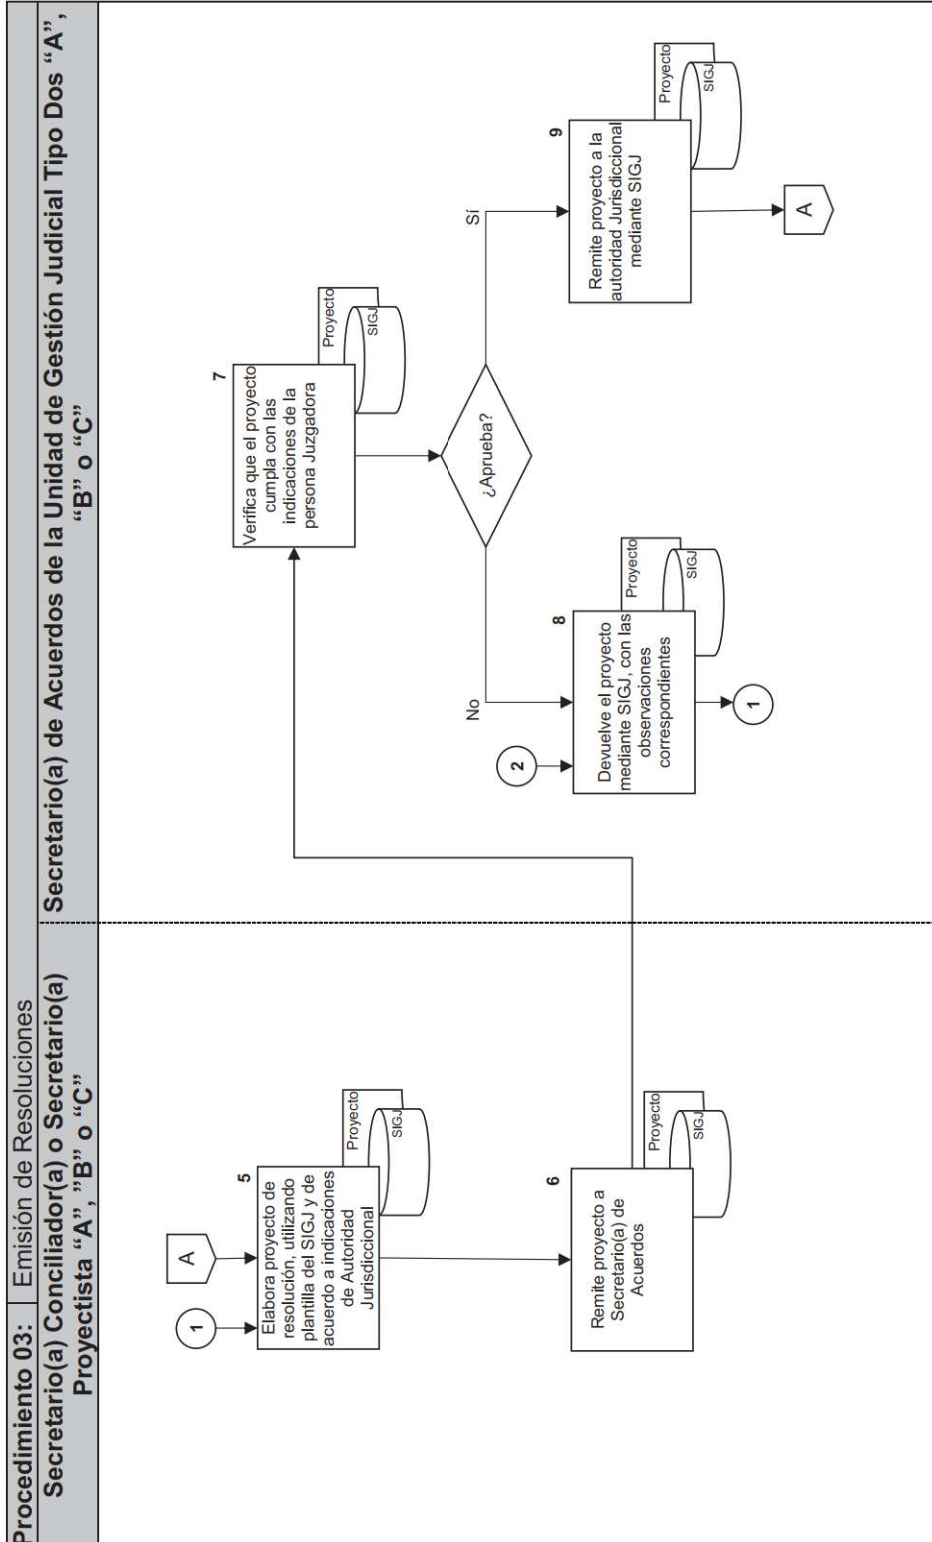 Procedimiento 03: Emisión de Resoluciones
Secretario(a) Conciliador(a) o Secretario(a)
Proyectista “A”, ”B” o “C”
Secretario(a) de Acuerdos de la Unidad de Gestión Judicial Tipo Dos “A”,
“B” o “C”
1
A
5
Elabora proyecto de
resolución, utilizando
plantilla del SIGJ y de
acuerdo a indicaciones
de Autoridad
Jurisdiccional
Proyecto
SIGJ
6
Remite proyecto a
Secretario(a) de
Acuerdos
Proyecto
SIGJ
7
Verifica que el proyecto
cumpla con las
indicaciones de la
persona Juzgadora
Proyecto
SIGJ
¿Aprueba?
No
Sí
2
8
Devuelve el proyecto
mediante SIGJ, con las
observaciones
correspondientes
Proyecto
SIGJ
1
9
Remite proyecto a la
autoridad Jurisdiccional
mediante SIGJ
Proyecto
SIGJ
A